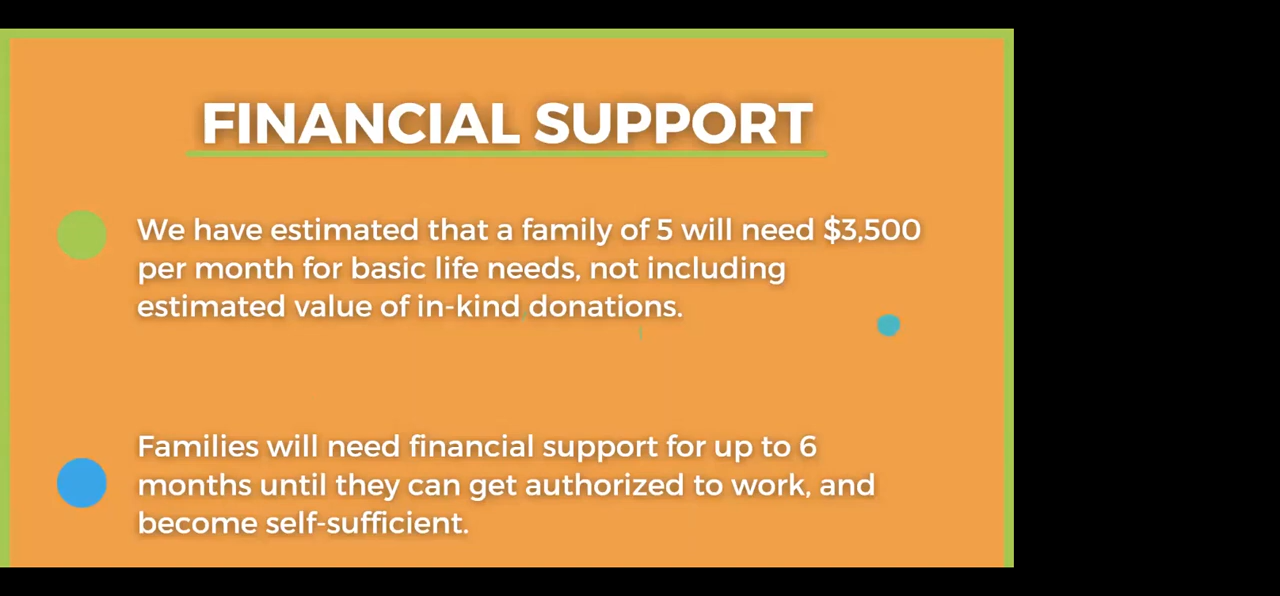 FINANCIAL SUPPORT
We have estimated that a family of 5 will need $3,500
per month for basic life needs, not including
estimated value of in-kind donations.
Families will need financial support for up to 6
months until they can get authorized to work, and
become self-sufficient.